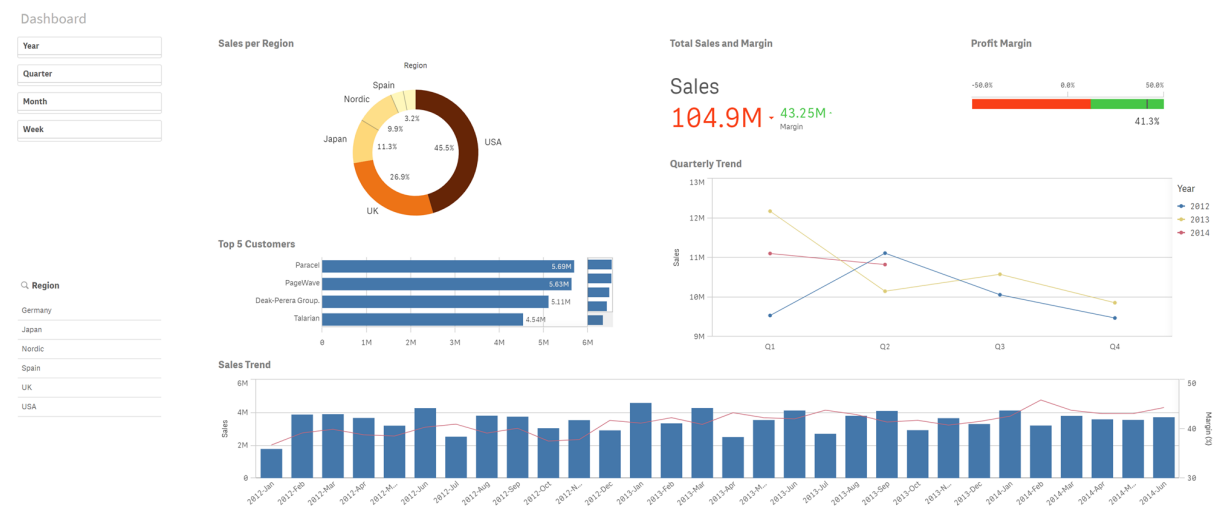 Dashboard
Year
Quarter
Month
Week
Region
Germany
Japan
Nordic
Spain
UK
USA
Sales per Region
Region
Spain
Nordic
Japan
UK
USA
3.2%
9.9%
11.3%
26.9%
45.5%
Top 5 Customers
Paracel
PageWave
Deak-Perera Group.
Talarian
5.69M
5.63M
5.11M
4.54M
0 1M 2M 3M 4M 5M 6M
Total Sales and Margin
Sales
104.9M
43.25M
Margin
Profit Margin
-50.0% 0.0% 50.0%
41.3%
Quarterly Trend
Sales
13M
12M
11M
10M
9M
Q1 Q2 Q3 Q4
Year
2012
2013
2014
Sales Trend
Sales
6M
4M
2M
0
50
40
30
Margin (%)
2012-Jan
2012-Feb
2012-Mar
2012-Apr
2012-M...
2012-Jun
2012-Jul
2012-Aug
2012-Sep
2012-Oct
2012-N...
2012-Dec
2013-Jan
2013-Feb
2013-Mar
2013-Apr
2013-M...
2013-Jun
2013-Jul
2013-Aug
2013-Sep
2013-Oct
2013-N...
2013-Dec
2014-Jan
2014-Feb
2014-Mar
2014-Apr
2014-M...
2014-Jun